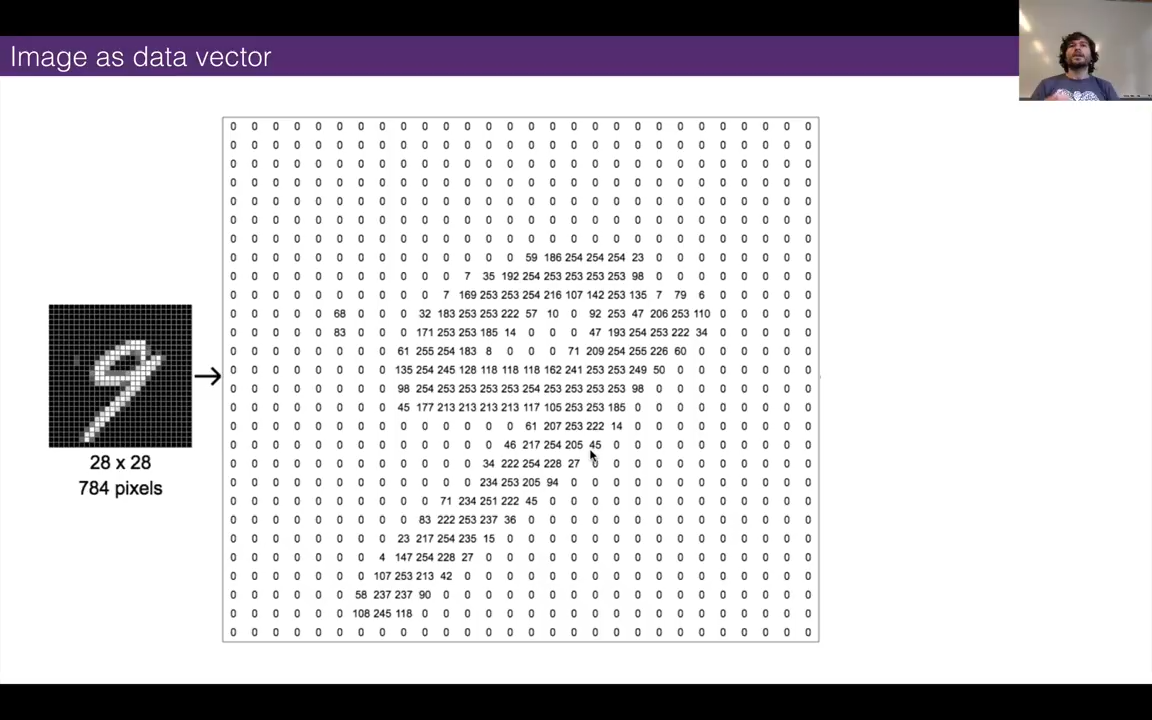 Image as data vector
0 0 0 0 0 0 0 0 0 0 0 0 0 0 0 0 0 0 0 0 0 0 0 0 0 0 0 0
0 0 0 0 0 0 0 0 0 0 0 0 0 0 0 0 0 0 0 0 0 0 0 0 0 0 0 0
0 0 0 0 0 0 0 0 0 0 0 0 0 0 0 0 0 0 0 0 0 0 0 0 0 0 0 0
0 0 0 0 0 0 0 0 0 0 0 0 0 0 0 0 0 0 0 0 0 0 0 0 0 0 0 0
0 0 0 0 0 0 0 0 0 0 0 0 0 0 0 0 0 0 0 0 0 0 0 0 0 0 0 0
0 0 0 0 0 0 0 0 0 0 0 0 0 0 0 0 0 0 0 0 0 0 0 0 0 0 0 0
0 0 0 0 0 0 0 0 0 0 0 0 0 0 0 0 0 0 0 0 0 0 0 0 0 0 0 0
0 0 0 0 0 0 0 0 0 0 0 0 0 0 59 186 254 254 254 23 0 0 0 0 0 0 0 0
0 0 0 0 0 0 0 0 0 0 0 7 35 192 254 253 253 253 253 98 0 0 0 0 0 0 0 0
0 0 0 0 0 0 0 0 0 0 7 169 253 253 254 216 107 142 253 135 7 79 6 0 0 0 0 0
0 0 0 0 0 68 0 0 0 32 183 253 253 222 57 10 0 92 253 47 206 253 110 0 0 0 0 0
0 0 0 0 0 83 0 0 0 171 253 253 185 14 0 0 0 47 193 254 253 222 34 0 0 0 0 0
0 0 0 0 0 0 0 0 61 255 254 183 8 0 0 0 71 209 254 255 226 60 0 0 0 0 0 0
0 0 0 0 0 0 0 0 135 254 245 128 118 118 118 162 241 253 253 249 50 0 0 0 0 0 0 0
0 0 0 0 0 0 0 0 98 254 253 253 253 253 254 253 253 253 253 98 0 0 0 0 0 0 0 0
0 0 0 0 0 0 0 0 45 177 213 213 213 213 117 105 253 253 185 0 0 0 0 0 0 0 0 0
0 0 0 0 0 0 0 0 0 0 0 0 0 0 61 207 253 222 14 0 0 0 0 0 0 0 0 0
0 0 0 0 0 0 0 0 0 0 0 0 0 46 217 254 205 45 0 0 0 0 0 0 0 0 0 0
0 0 0 0 0 0 0 0 0 0 0 0 34 222 254 228 27 0 0 0 0 0 0 0 0 0 0 0
0 0 0 0 0 0 0 0 0 0 0 0 234 253 205 94 0 0 0 0 0 0 0 0 0 0 0 0
0 0 0 0 0 0 0 0 0 0 71 234 251 222 45 0 0 0 0 0 0 0 0 0 0 0 0 0
0 0 0 0 0 0 0 0 0 83 222 253 237 36 0 0 0 0 0 0 0 0 0 0 0 0 0 0
0 0 0 0 0 0 0 0 23 217 254 235 15 0 0 0 0 0 0 0 0 0 0 0 0 0 0 0
0 0 0 0 0 0 0 4 147 254 228 27 0 0 0 0 0 0 0 0 0 0 0 0 0 0 0 0
0 0 0 0 0 0 0 107 253 213 42 0 0 0 0 0 0 0 0 0 0 0 0 0 0 0 0 0
0 0 0 0 0 0 58 237 237 90 0 0 0 0 0 0 0 0 0 0 0 0 0 0 0 0 0 0
0 0 0 0 0 0 108 245 118 0 0 0 0 0 0 0 0 0 0 0 0 0 0 0 0 0 0 0
0 0 0 0 0 0 0 0 0 0 0 0 0 0 0 0 0 0 0 0 0 0 0 0 0 0 0 0
9
28 x 28
784 pixels